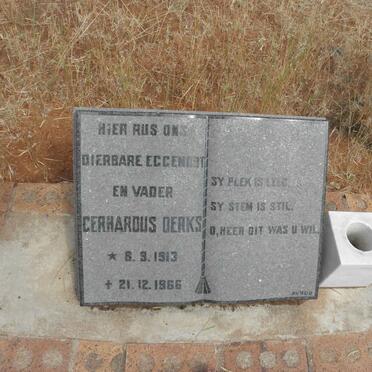 HIER RUS ONS
DIERBARE EGGENOOT
EN VADER
GERHARDUS DERKS
* 6.9.1913
+ 21.12.1966
SY PLEK IS LEEG.
SY STEM IS STIL.
O, HEER DIT WAS U WIL.